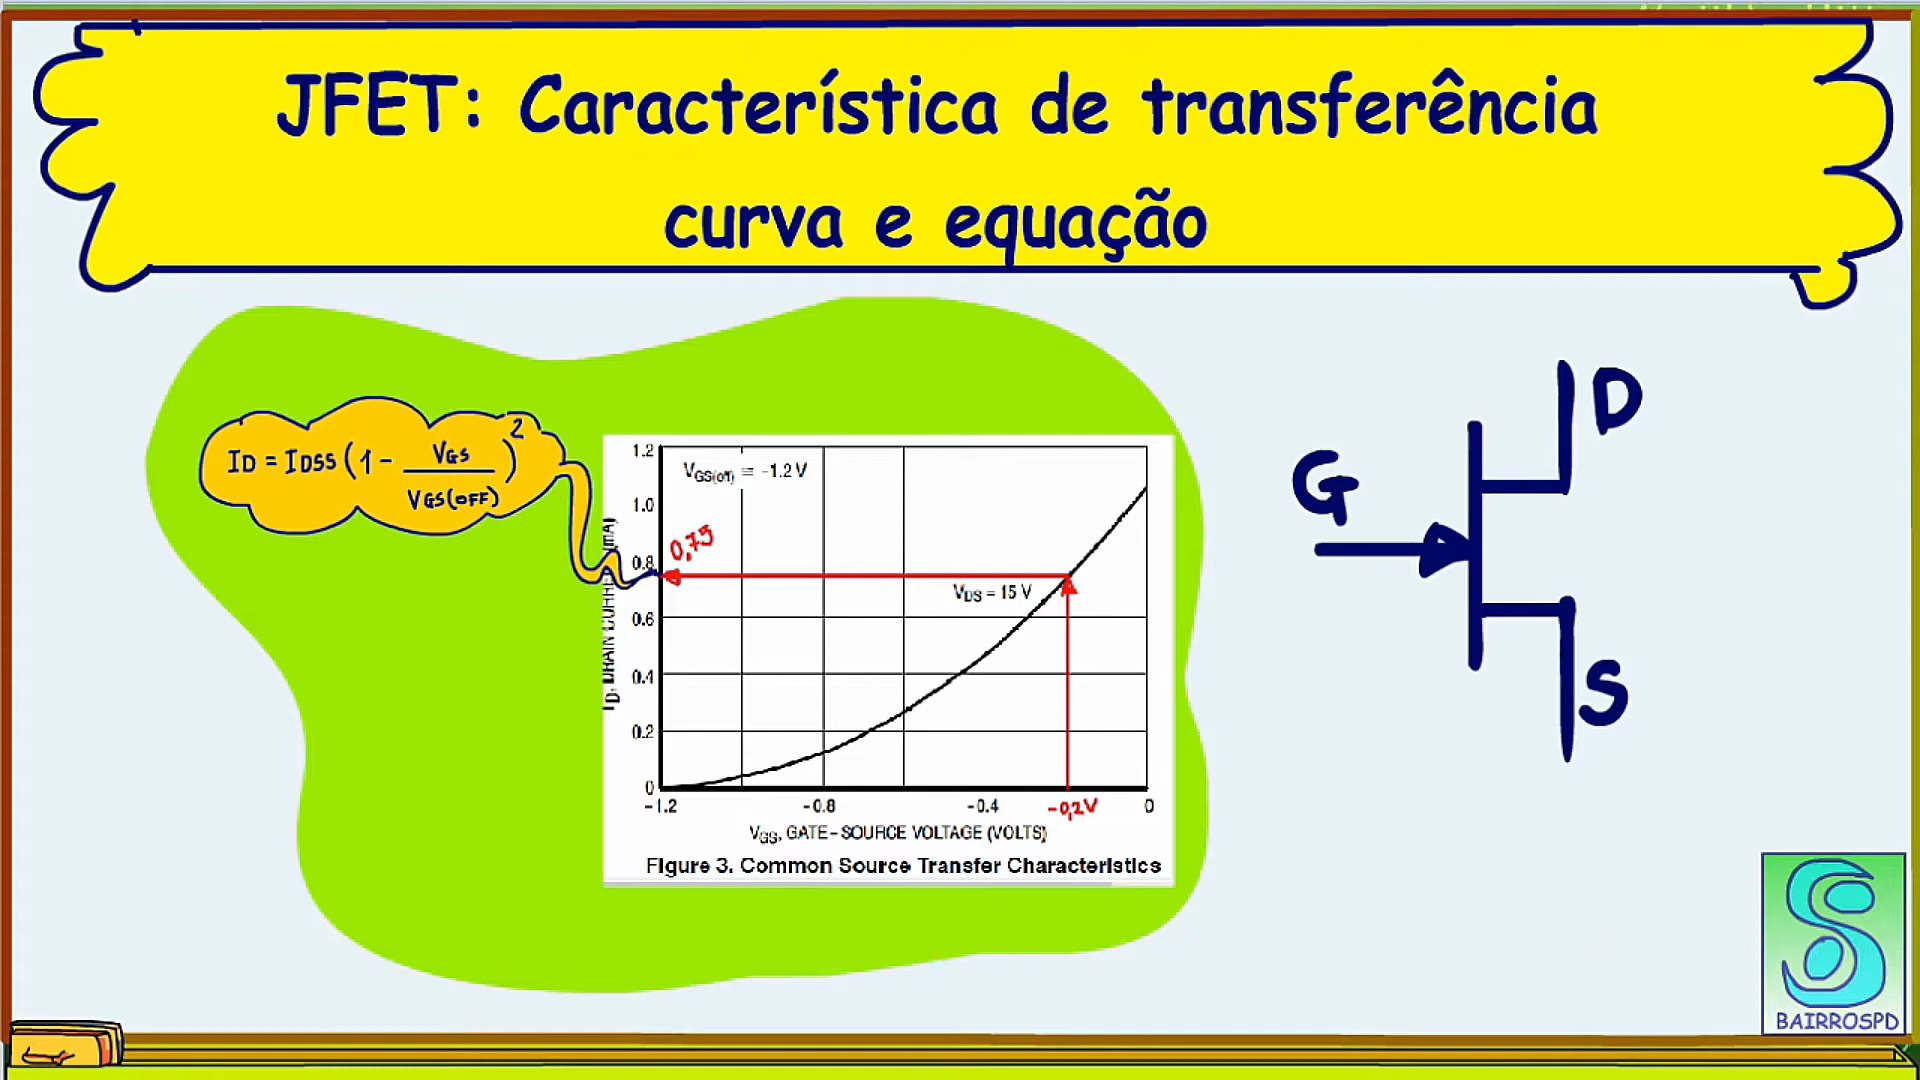 JFET: Característica de transferência
curva e equação
ID = IDSS (1 - VGS / VGS(OFF))²
1.2
1.0
0.8
0.6
0.4
0.2
0
ID, DRAIN CURRENT (mA)
VGS(off) = -1.2 V
0,75
VDS = 15 V
-1.2
-0.8
-0.4
-0,2V
0
VGS, GATE-SOURCE VOLTAGE (VOLTS)
Figure 3. Common Source Transfer Characteristics
D
G
S
BAIRROSPD